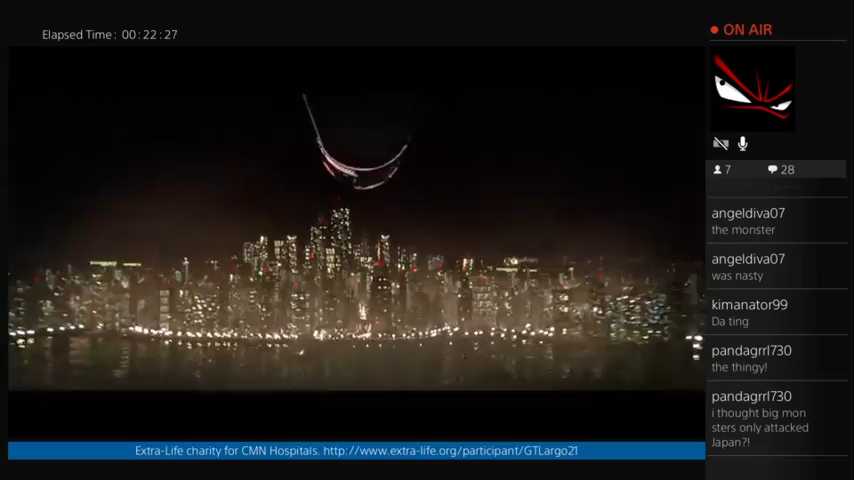 Elapsed Time: 00:22:27
ON AIR
7 28
angeldiva07
the monster
angeldiva07
was nasty
kimanator99
Da ting
pandagrrl730
the thingy!
pandagrrl730
i thought big mon
sters only attacked
Japan?!
Extra-Life charity for CMN Hospitals. http://www.extra-life.org/participant/GTLargo21